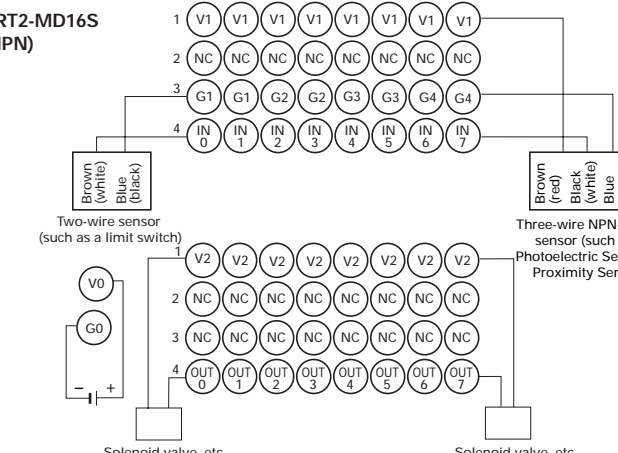 RT2-MD16S
NPN)
1 V1 V1 V1 V1 V1 V1 V1 V1
2 NC NC NC NC NC NC NC NC
3 G1 G1 G2 G2 G3 G3 G4 G4
4 IN 0 IN 1 IN 2 IN 3 IN 4 IN 5 IN 6 IN 7
Brown (white)
Blue (black)
Two-wire sensor
(such as a limit switch)
Brown (red)
Black (white)
Blue
Three-wire NPN
sensor (such
Photoelectric Se
Proximity Ser
1 V2 V2 V2 V2 V2 V2 V2 V2
2 NC NC NC NC NC NC NC NC
3 NC NC NC NC NC NC NC NC
4 OUT 0 OUT 1 OUT 2 OUT 3 OUT 4 OUT 5 OUT 6 OUT 7
V0
G0
– +
Solenoid valve, etc.
Solenoid valve, etc.